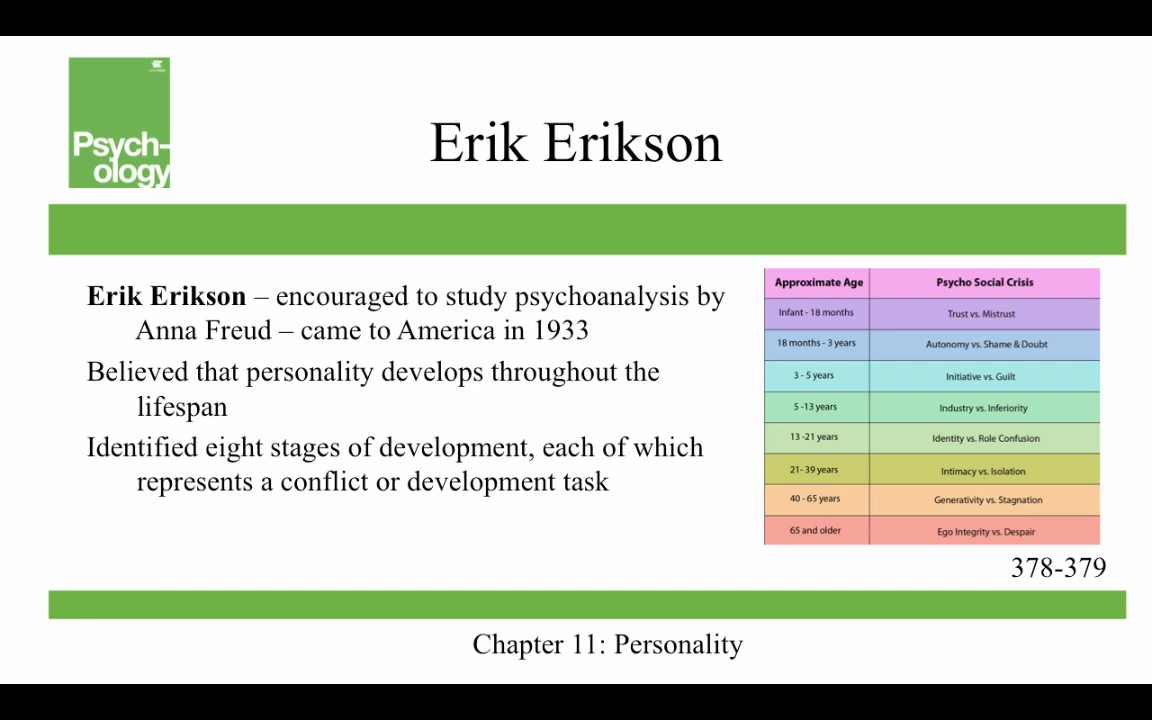 Psych-
ology
Erik Erikson
Erik Erikson – encouraged to study psychoanalysis by
Anna Freud – came to America in 1933
Believed that personality develops throughout the
lifespan
Identified eight stages of development, each of which
represents a conflict or development task
Approximate Age Psycho Social Crisis
Infant - 18 months Trust vs. Mistrust
18 months - 3 years Autonomy vs. Shame & Doubt
3 - 5 years Initiative vs. Guilt
5 -13 years Industry vs. Inferiority
13 -21 years Identity vs. Role Confusion
21- 39 years Intimacy vs. Isolation
40 - 65 years Generativity vs. Stagnation
65 and older Ego Integrity vs. Despair
378-379
Chapter 11: Personality